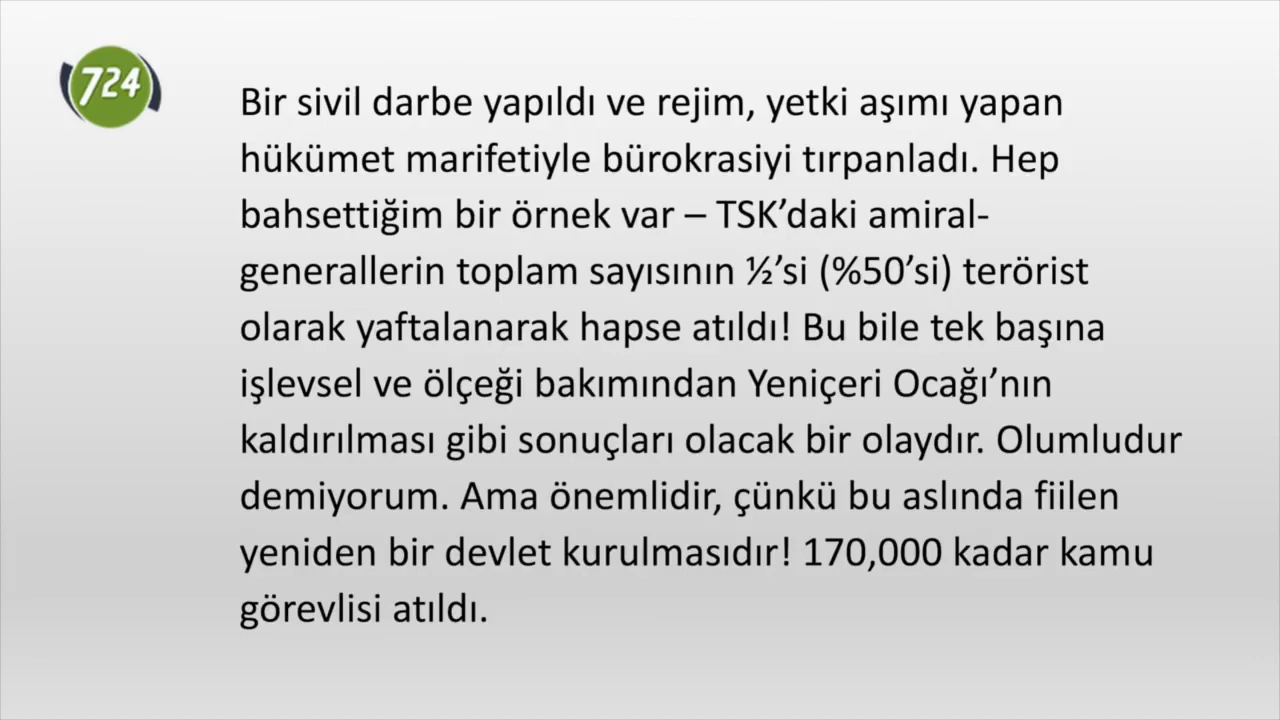 724
Bir sivil darbe yapıldı ve rejim, yetki aşımı yapan
hükümet marifetiyle bürokrasiyi tırpanladı. Hep
bahsettiğim bir örnek var – TSK’daki amiral-
generallerin toplam sayısının ½’si (%50’si) terörist
olarak yaftalanarak hapse atıldı! Bu bile tek başına
işlevsel ve ölçeği bakımından Yeniçeri Ocağı’nın
kaldırılması gibi sonuçları olacak bir olaydır. Olumludur
demiyorum. Ama önemlidir, çünkü bu aslında fiilen
yeniden bir devlet kurulmasıdır! 170,000 kadar kamu
görevlisi atıldı.